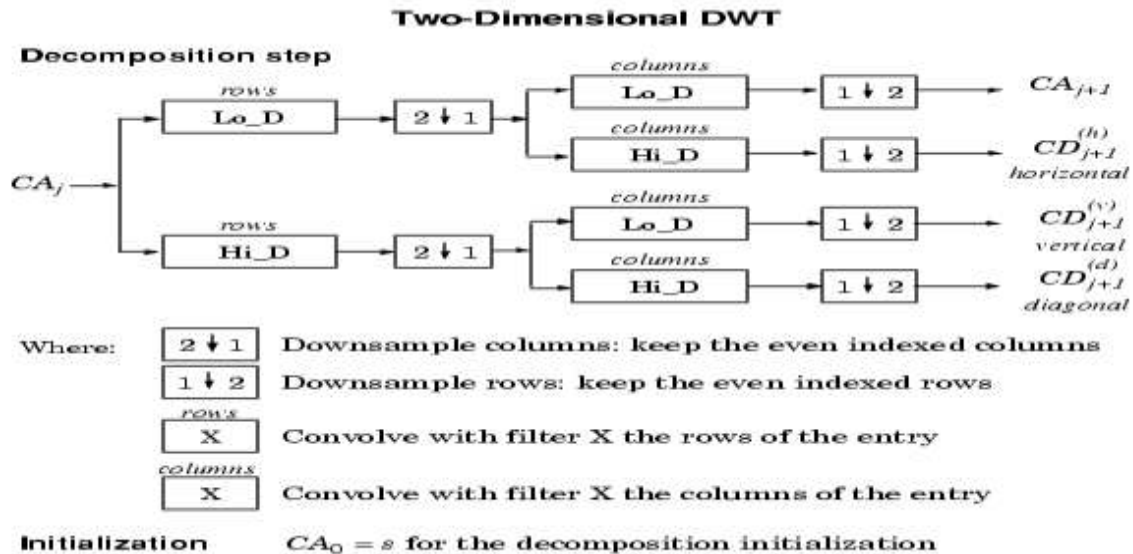 Two-Dimensional DWT
Decomposition step
rows
Lo_D
2 ↓ 1
columns
Lo_D
1 ↓ 2
CA_{j+1}
columns
Hi_D
1 ↓ 2
CD_{j+1}^{(h)}
horizontal
CA_j
rows
Hi_D
2 ↓ 1
columns
Lo_D
1 ↓ 2
CD_{j+1}^{(v)}
vertical
columns
Hi_D
1 ↓ 2
CD_{j+1}^{(d)}
diagonal
Where: 2 ↓ 1 Downsample columns: keep the even indexed columns
1 ↓ 2 Downsample rows: keep the even indexed rows
rows
X Convolve with filter X the rows of the entry
columns
X Convolve with filter X the columns of the entry
Initialization CA_0 = s for the decomposition initialization